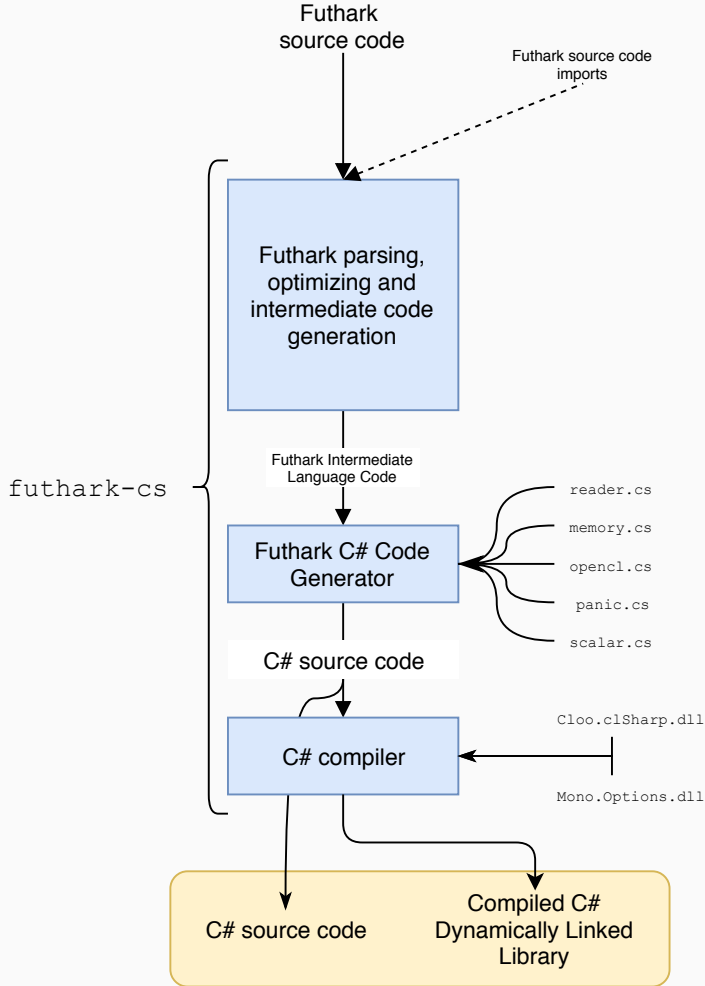 Futhark
source code
Futhark source code
imports
Futhark parsing,
optimizing and
intermediate code
generation
Futhark Intermediate
Language Code
futhark-cs
reader.cs
memory.cs
opencl.cs
panic.cs
scalar.cs
Futhark C# Code
Generator
C# source code
Cloo.clSharp.dll
C# compiler
Mono.Options.dll
C# source code
Compiled C#
Dynamically Linked
Library